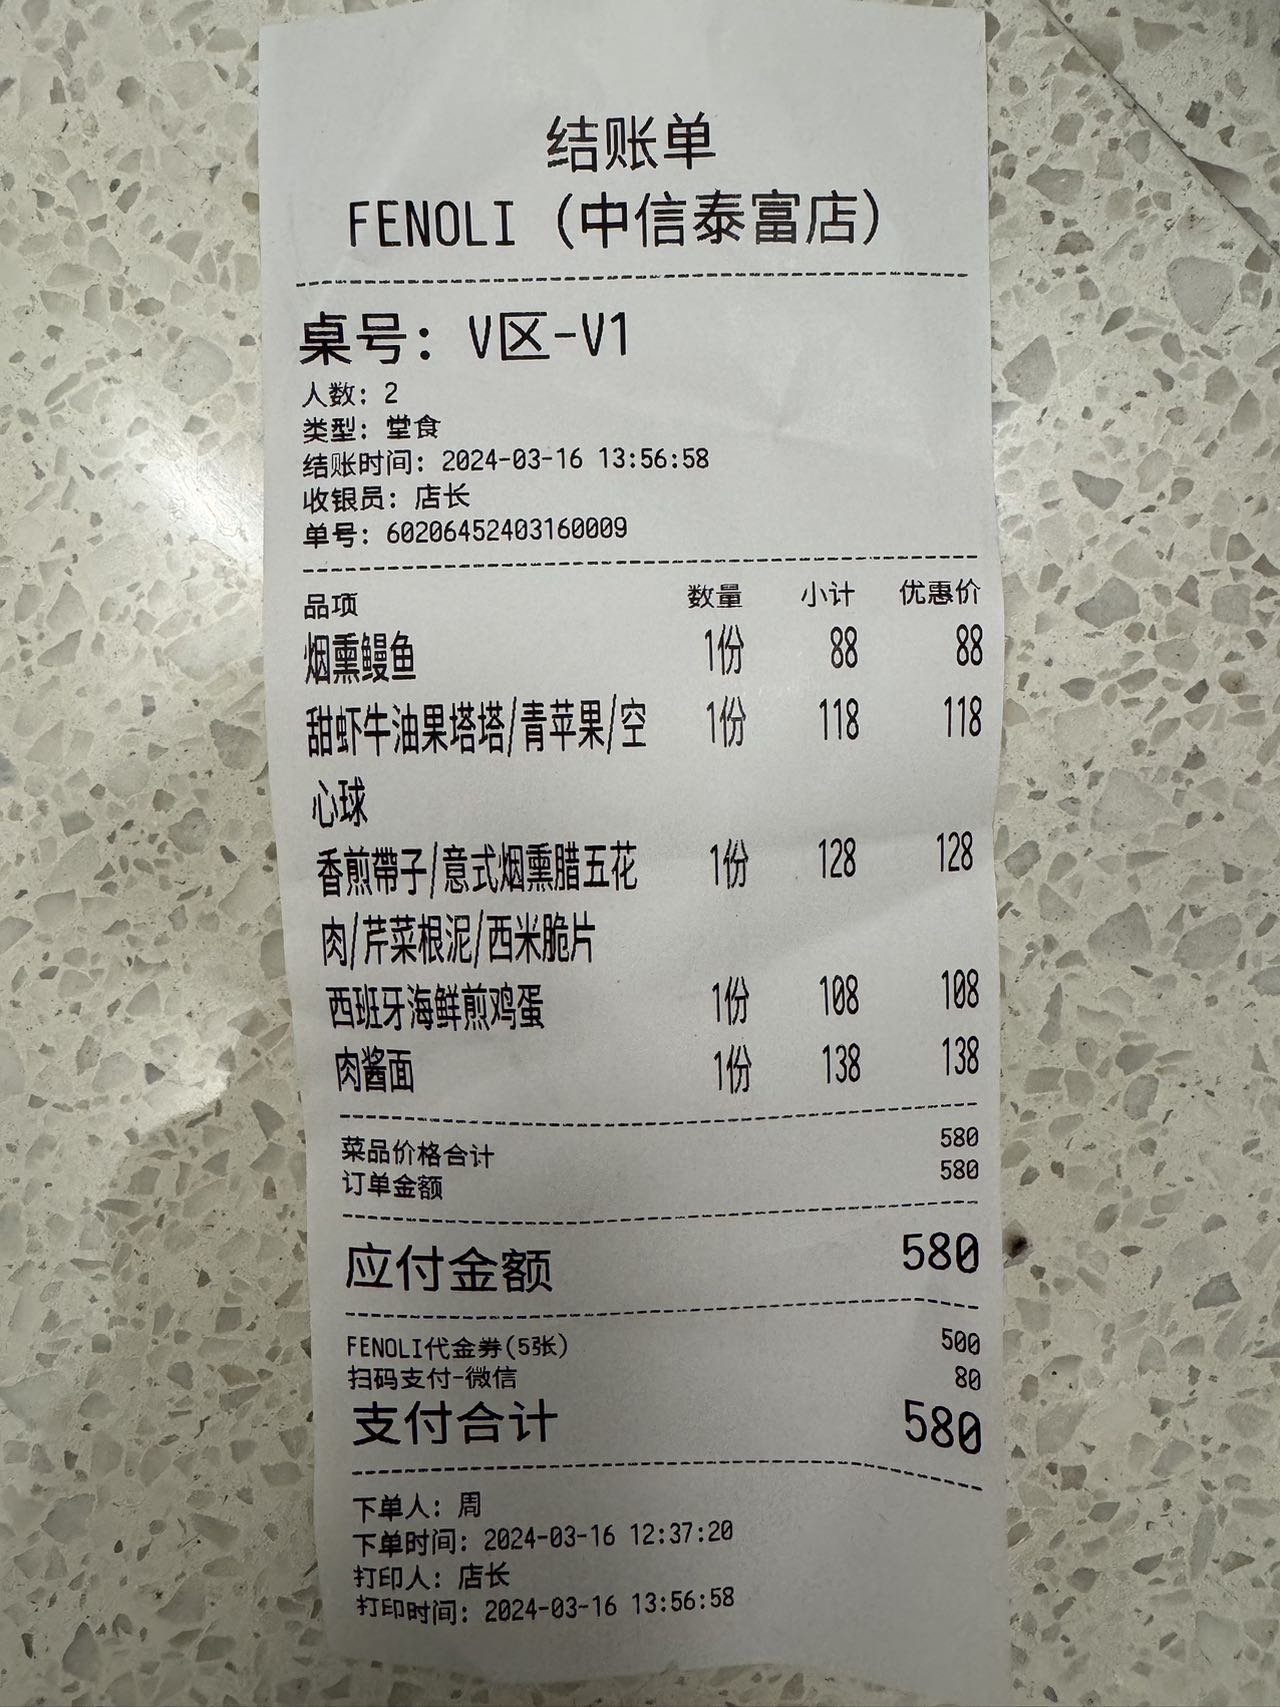 结账单
FENOLI（中信泰富店）
桌号：V区-V1
人数：2
类型：堂食
结账时间：2024-03-16 13:56:58
收银员：店长
单号：60206452403160009
品项 数量 小计 优惠价
烟熏鳗鱼 1份 88 88
甜虾牛油果塔塔/青苹果/空 1份 118 118
心球
香煎帶子/意式烟熏腊五花 1份 128 128
肉/芹菜根泥/西米脆片
西班牙海鲜煎鸡蛋 1份 108 108
肉酱面 1份 138 138
菜品价格合计 580
订单金额 580
应付金额 580
FENOLI代金券(5张) 500
扫码支付-微信 80
支付合计 580
下单人：周
下单时间：2024-03-16 12:37:20
打印人：店长
打印时间：2024-03-16 13:56:58